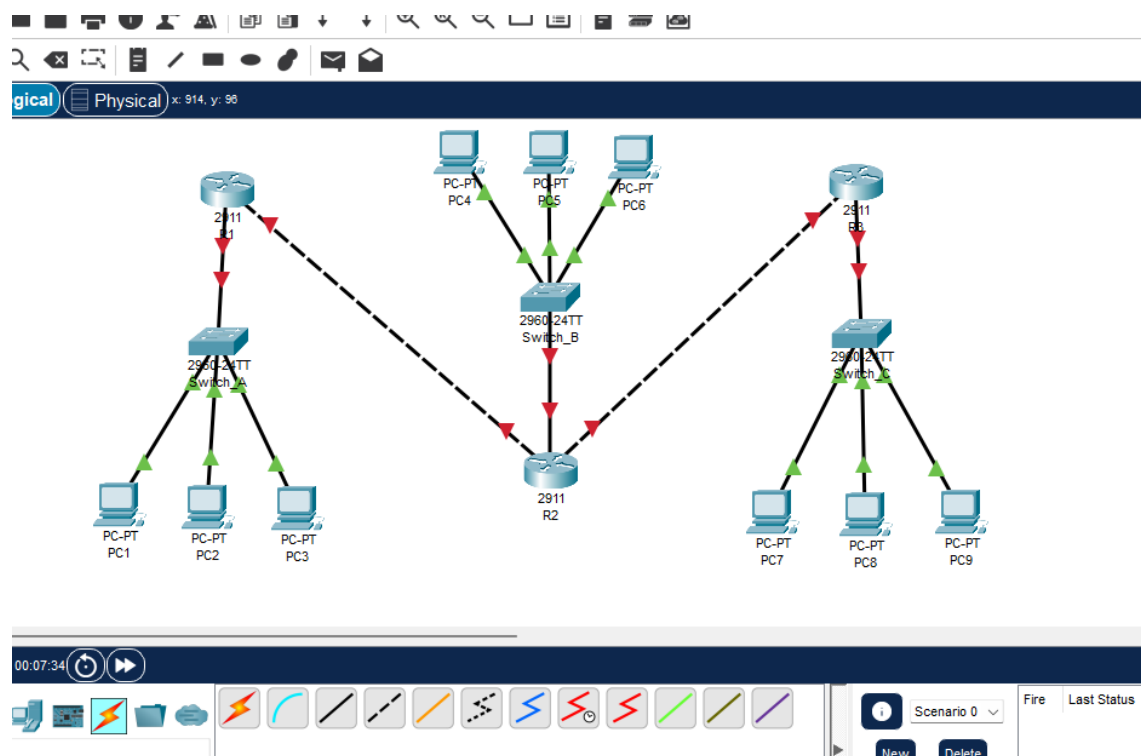 gical Physical x: 914, y: 96
PC-PT
PC4
PC-PT
PC5
PC-PT
PC6
2911
R1
2911
R3
2960-24TT
Switch_B
2960-24TT
Switch_A
2960-24TT
Switch_C
2911
R2
PC-PT
PC1
PC-PT
PC2
PC-PT
PC3
PC-PT
PC7
PC-PT
PC8
PC-PT
PC9
00:07:34
Scenario 0
Fire Last Status
New Delete